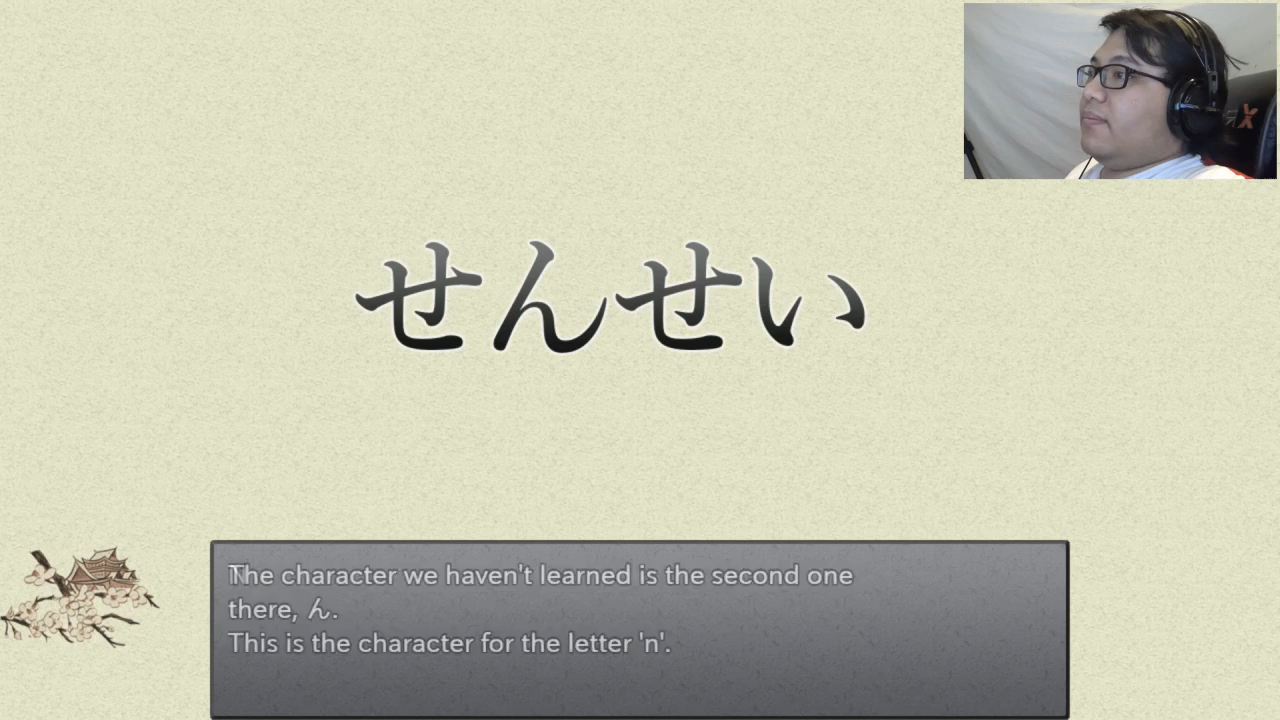 せんせい
The character we haven't learned is the second one
there, ん.
This is the character for the letter 'n'.